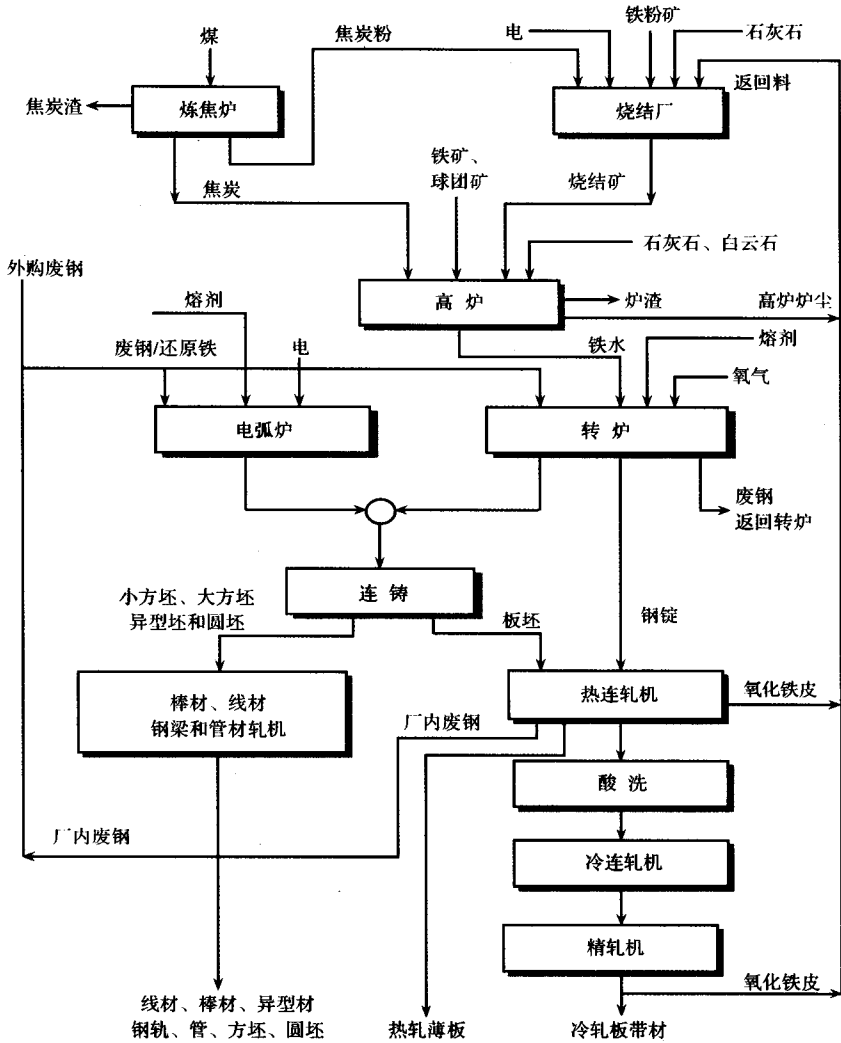 煤
焦炭粉
电
铁粉矿
石灰石
返回料
焦炭渣
炼焦炉
烧结厂
铁矿、
球团矿
焦炭
烧结矿
石灰石、白云石
外购废钢
高 炉
炉渣
高炉炉尘
熔剂
铁水
熔剂
废钢/还原铁
电
氧气
电弧炉
转 炉
废钢
返回转炉
连 铸
小方坯、大方坯
异型坯和圆坯
板坯
钢锭
棒材、线材
钢梁和管材轧机
热连轧机
氧化铁皮
厂内废钢
酸 洗
厂内废钢
冷连轧机
精轧机
氧化铁皮
线材、棒材、异型材
钢轨、管、方坯、圆坯
热轧薄板
冷轧板带材